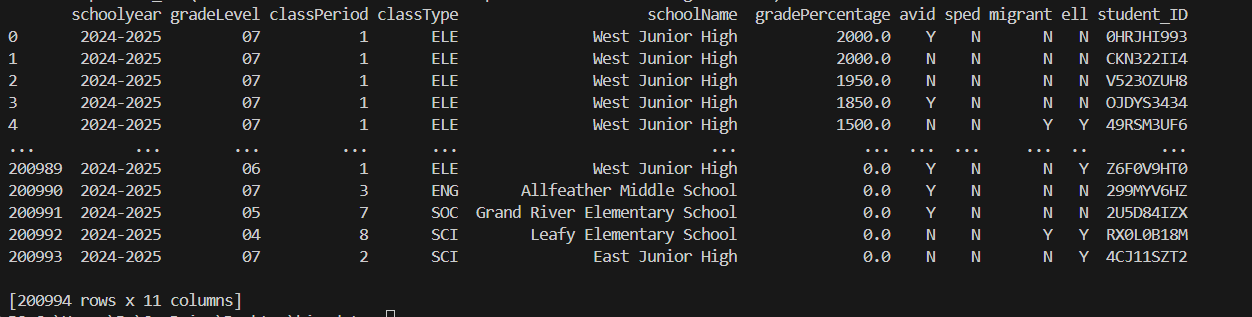 schoolyear gradeLevel classPeriod classType schoolName gradePercentage avid sped migrant ell student_ID
0 2024-2025 07 1 ELE West Junior High 2000.0 Y N N N 0HRJHI993
1 2024-2025 07 1 ELE West Junior High 2000.0 N N N N CKN322II4
2 2024-2025 07 1 ELE West Junior High 1950.0 N N N N V523OZUH8
3 2024-2025 07 1 ELE West Junior High 1850.0 Y N N N OJDYS3434
4 2024-2025 07 1 ELE West Junior High 1500.0 N N Y Y 49RSM3UF6
... ... ... ... ... ... ... ... ... ... .. ...
200989 2024-2025 06 1 ELE West Junior High 0.0 Y N N Y Z6F0V9HT0
200990 2024-2025 07 3 ENG Allfeather Middle School 0.0 Y N N N 299MYV6HZ
200991 2024-2025 05 7 SOC Grand River Elementary School 0.0 Y N N N 2U5D84IZX
200992 2024-2025 04 8 SCI Leafy Elementary School 0.0 N N Y Y RX0L0B18M
200993 2024-2025 07 2 SCI East Junior High 0.0 N N N Y 4CJ11SZT2
[200994 rows x 11 columns]